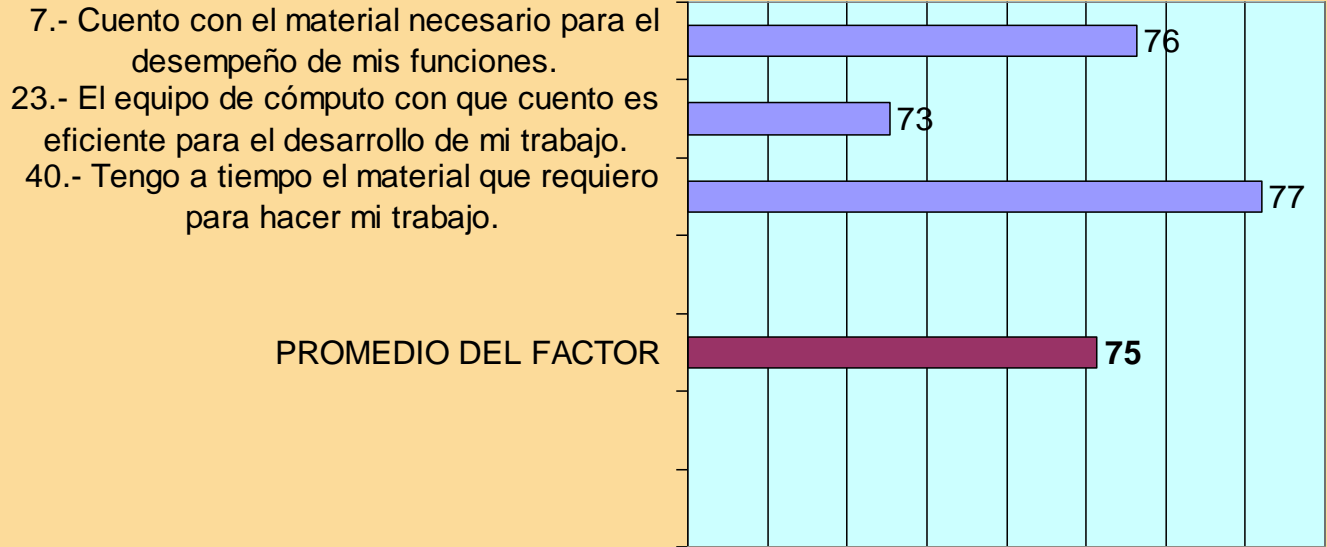 7.- Cuento con el material necesario para el
desempeño de mis funciones.
76
23.- El equipo de cómputo con que cuento es
eficiente para el desarrollo de mi trabajo.
73
40.- Tengo a tiempo el material que requiero
para hacer mi trabajo.
77
PROMEDIO DEL FACTOR
75